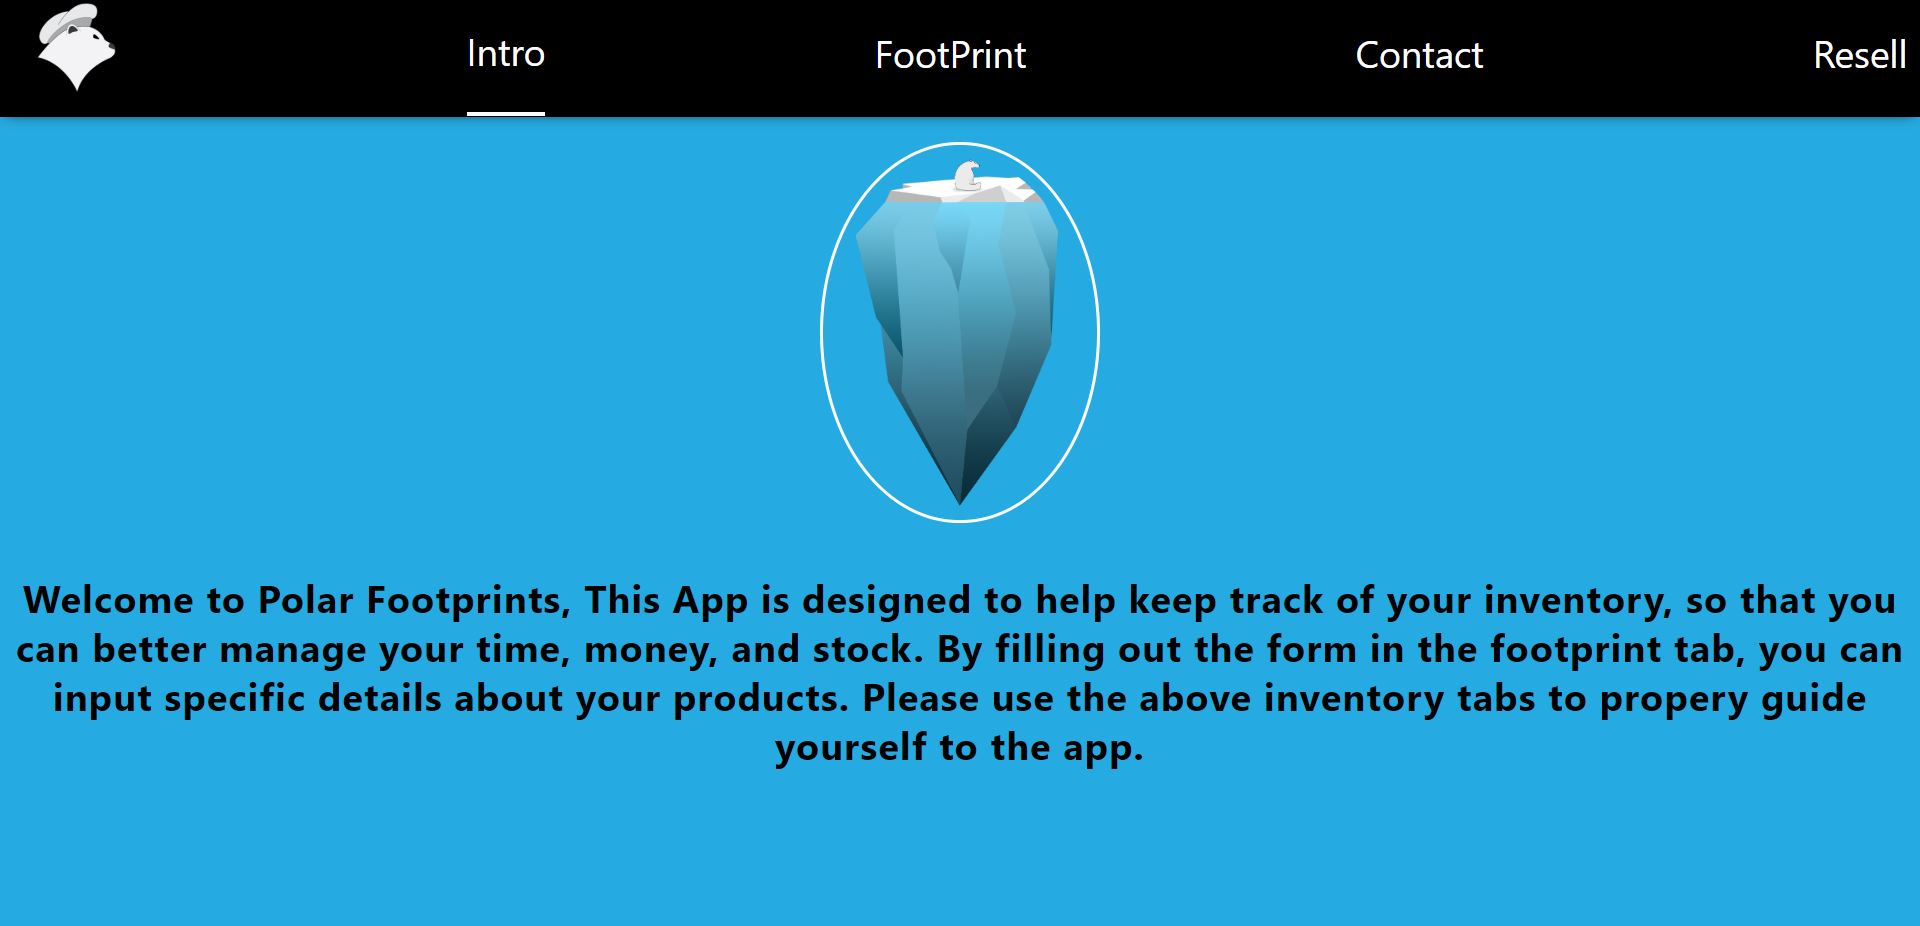 Intro
FootPrint
Contact
Resell
Welcome to Polar Footprints, This App is designed to help keep track of your inventory, so that you
can better manage your time, money, and stock. By filling out the form in the footprint tab, you can
input specific details about your products. Please use the above inventory tabs to propery guide
yourself to the app.